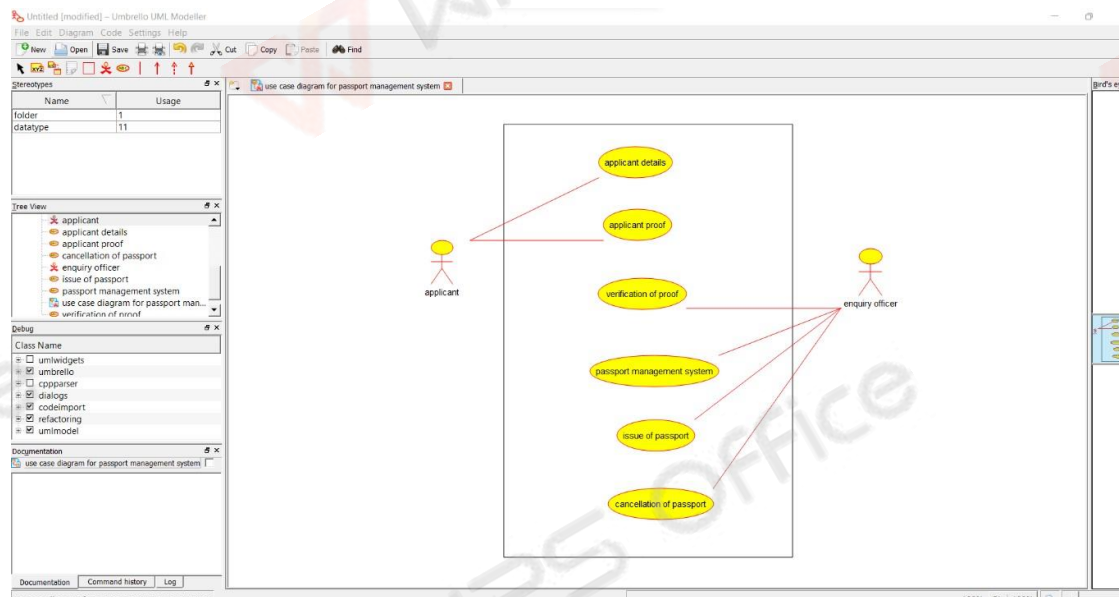 Untitled [modified] – Umbrello UML Modeller
File Edit Diagram Code Settings Help
New Open Save Cut Copy Paste Find
xyz
Stereotypes
Name Usage
folder 1
datatype 11
Tree View
applicant
applicant details
applicant proof
cancellation of passport
enquiry officer
issue of passport
passport management system
use case diagram for passport man...
verification of proof
Debug
Class Name
umlwidgets
umbrello
cppparser
dialogs
codeimport
refactoring
umlmodel
Documentation
use case diagram for passport management system
Documentation Command history Log
use case diagram for passport management system
applicant details
applicant proof
verification of proof
passport management system
issue of passport
cancellation of passport
applicant
enquiry officer
Bird's e
WPS Office